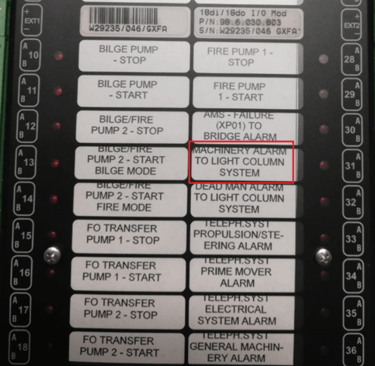 +
EXT1
-
W29235/046/GXFA
18di/18do I/O Mod
P/N 98.6.030.803
S/N:W29235/046 GXFA
+
EXT2
-
A
B
10
BILGE PUMP
- STOP
FIRE PUMP 1 -
STOP
28
A
B
A
B
11
BILGE PUMP
- START
FIRE PUMP
1 - START
29
A
B
A
B
12
BILGE/FIRE
PUMP 2 - STOP
AMS - FAILURE
(XP01) TO
BRIDGE ALARM
30
A
B
A
B
13
BILGE/FIRE
PUMP 2 - START
BILGE MODE
MACHINERY ALARM
TO LIGHT COLUMN
SYSTEM
31
A
B
A
B
14
BILGE/FIRE
PUMP 2 - START
FIRE MODE
DEAD MAN ALARM
TO LIGHT COLUMN
SYSTEM
32
A
B
A
B
15
FO TRANSFER
PUMP 1 - STOP
TELEPH.SYST
PROPULSION/STE-
ERING ALARM
33
A
B
A
B
16
FO TRANSFER
PUMP 1 - START
TELEPH.SYST
PRIME MOVER
ALARM
34
A
B
A
B
17
FO TRANSFER
PUMP 2 - STOP
TELEPH.SYST
ELECTRICAL
SYSTEM ALARM
35
A
B
A
B
18
FO TRANSFER
PUMP 2 - START
TELEPH.SYST
GENERAL MACHIN-
ERY ALARM
36
A
B